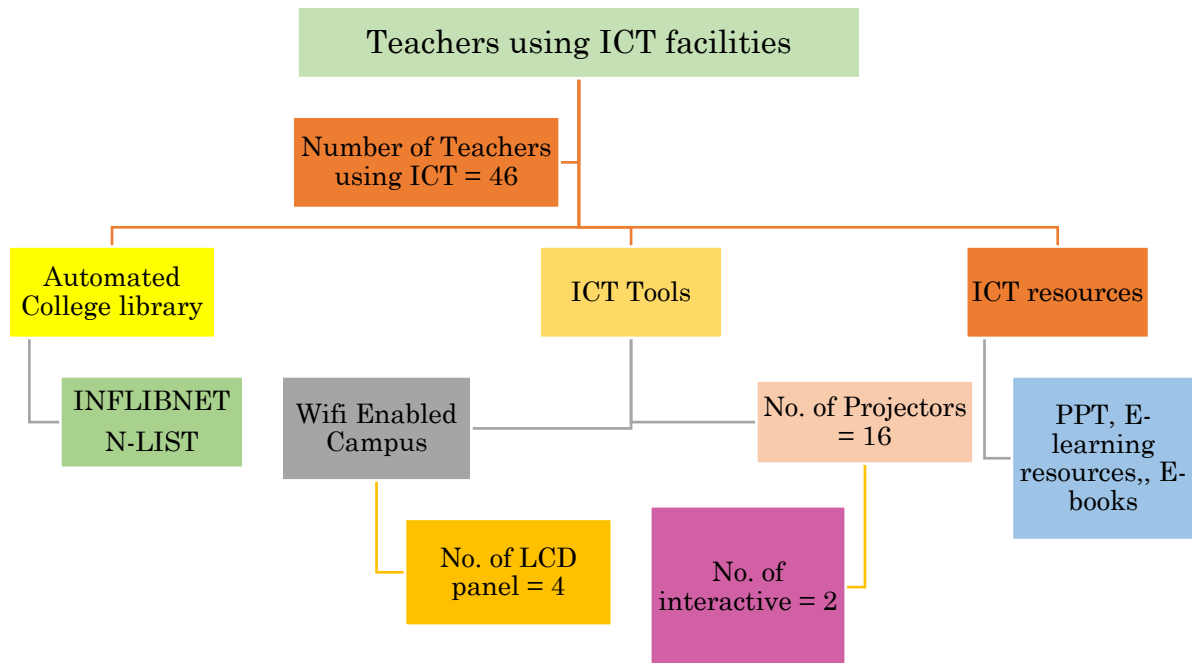 Teachers using ICT facilities
Number of Teachers
using ICT = 46
Automated
College library
ICT Tools
ICT resources
INFLIBNET
N-LIST
Wifi Enabled
Campus
No. of Projectors
= 16
PPT, E-
learning
resources,, E-
books
No. of LCD
panel = 4
No. of
interactive = 2